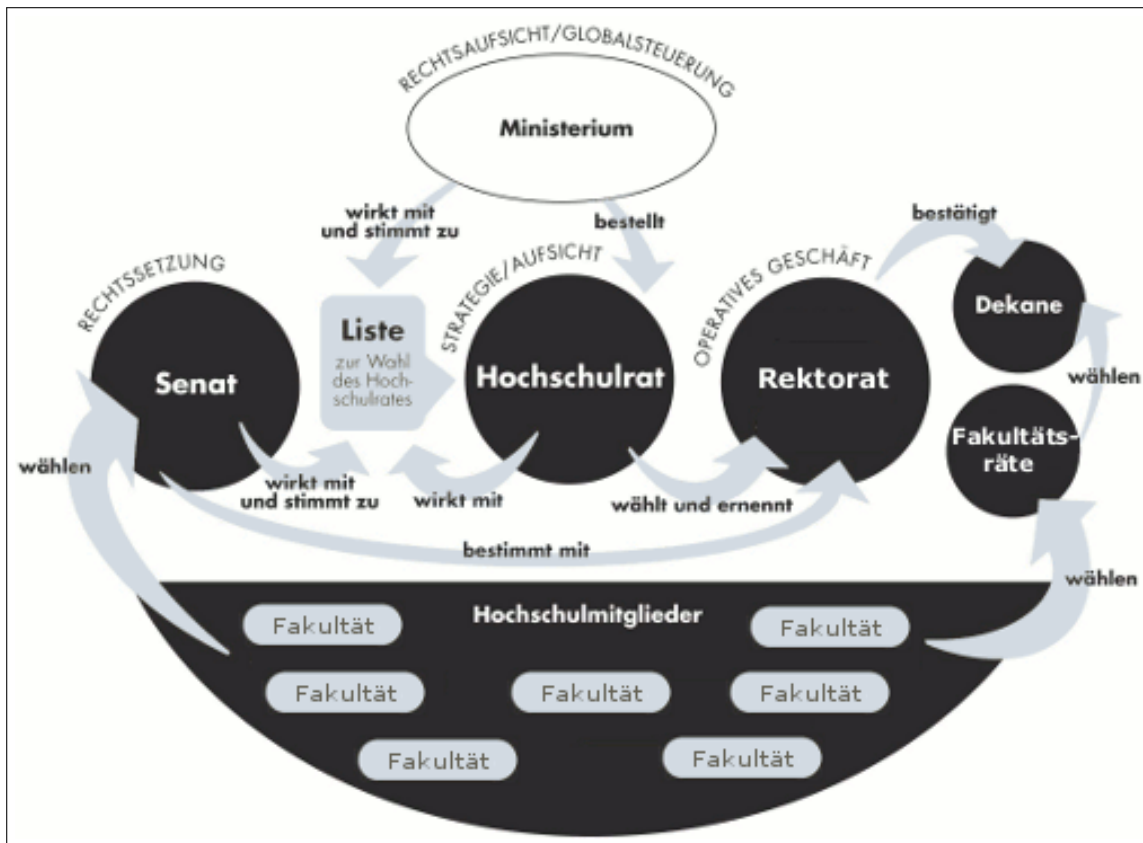 RECHTSAUFSICHT/GLOBALSTEUERUNG
Ministerium
wirkt mit
und stimmt zu
bestellt
bestätigt
RECHTSSETZUNG
STRATEGIE/AUFSICHT
OPERATIVES GESCHÄFT
Senat
Liste
zur Wahl
des Hoch-
schulrates
Hochschulrat
Rektorat
Dekane
wählen
Fakultäts-
räte
wählen
wirkt mit
und stimmt zu
wirkt mit
wählt und ernennt
bestimmt mit
wählen
Hochschulmitglieder
Fakultät
Fakultät
Fakultät
Fakultät
Fakultät
Fakultät
Fakultät